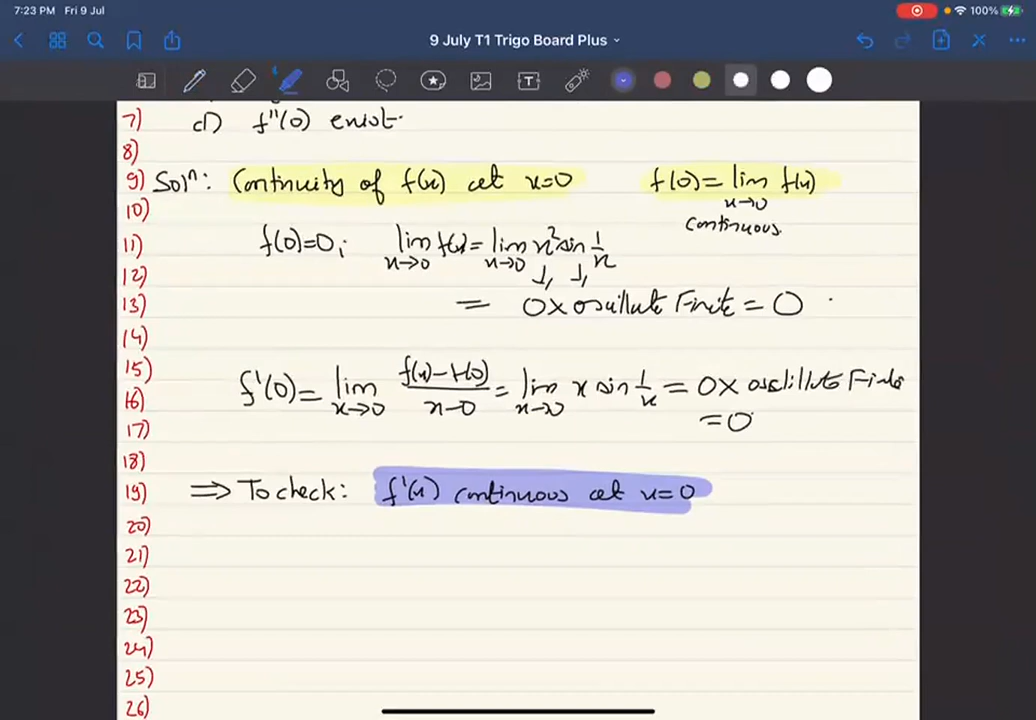 7:23 PM Fri 9 Jul
100%
9 July T1 Trigo Board Plus
7) d) f"(0) exist.
8)
9) Solⁿ: Continuity of f(x) at x=0 f(0)= lim x→0 f(x)
10) continuous.
11) f(0)=0; lim x→0 f(x)= lim x→0 x² sin 1/x
12) ↓ ↓
13) = 0 x oscillate Finite = 0 .
14)
15) f'(0)= lim x→0 f(x)-f(0)/x-0 = lim x→0 x sin 1/x = 0 x oscillate Finite
16)
17) =0
18)
19) ⇒ To check: f'(x) continuous at x=0
20)
21)
22)
23)
24)
25)
26)